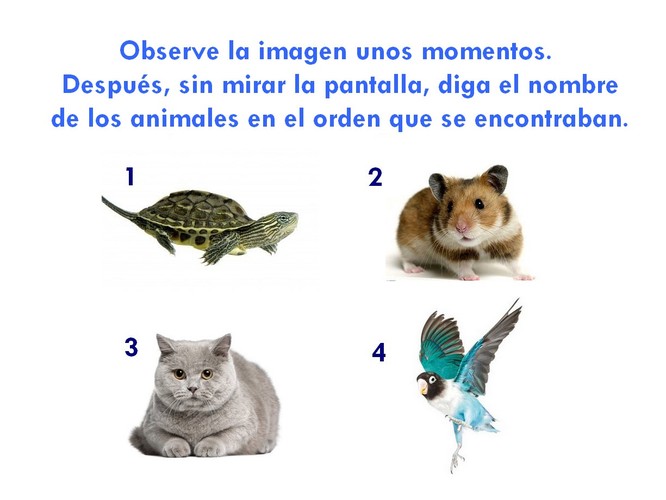 Observe la imagen unos momentos.
Después, sin mirar la pantalla, diga el nombre
de los animales en el orden que se encontraban.
1
2
3
4